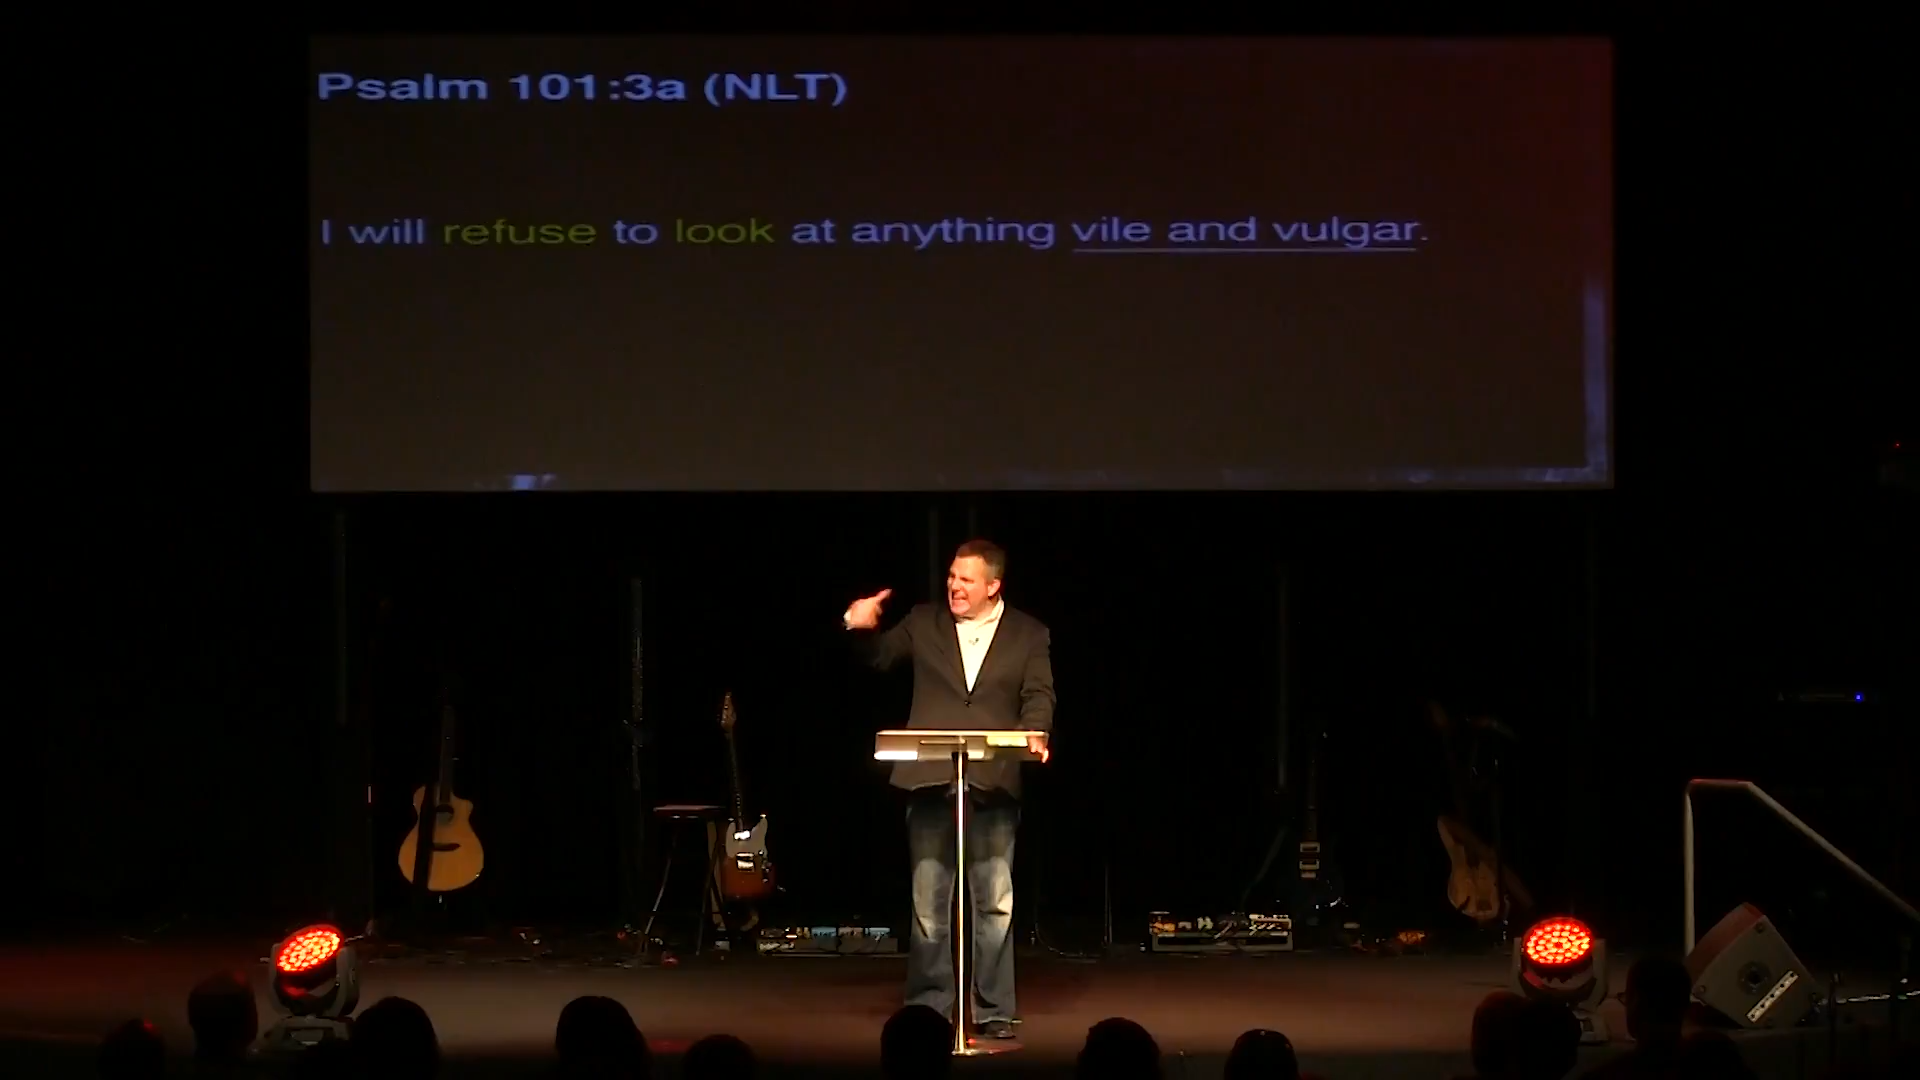 Psalm 101:3a (NLT)
I will refuse to look at anything vile and vulgar.